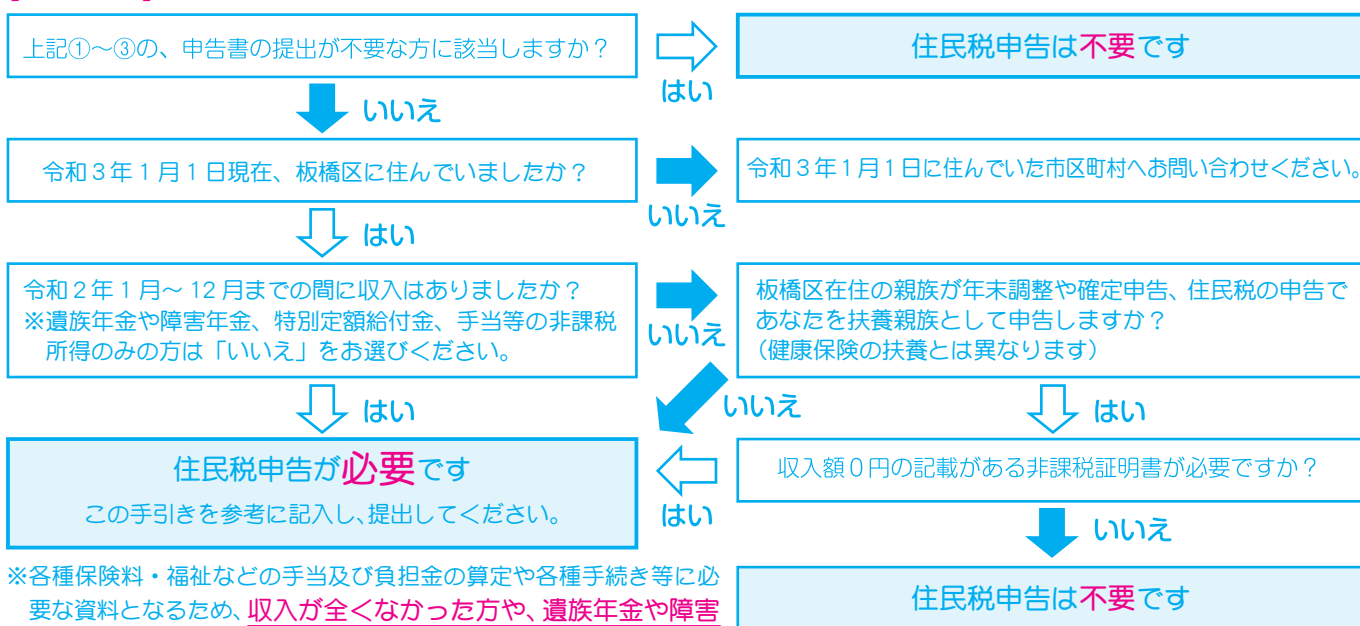 上記①～③の、申告書の提出が不要な方に該当しますか？
はい
住民税申告は不要です
いいえ
令和３年１月１日現在、板橋区に住んでいましたか？
いいえ
令和３年１月１日に住んでいた市区町村へお問い合わせください。
はい
令和２年１月～12月までの間に収入はありましたか？
※遺族年金や障害年金、特別定額給付金、手当等の非課税
所得のみの方は「いいえ」をお選びください。
いいえ
板橋区在住の親族が年末調整や確定申告、住民税の申告で
あなたを扶養親族として申告しますか？
（健康保険の扶養とは異なります）
はい
いいえ
はい
住民税申告が必要です
この手引きを参考に記入し、提出してください。
はい
収入額０円の記載がある非課税証明書が必要ですか？
いいえ
住民税申告は不要です
※各種保険料・福祉などの手当及び負担金の算定や各種手続き等に必
要な資料となるため、収入が全くなかった方や、遺族年金や障害